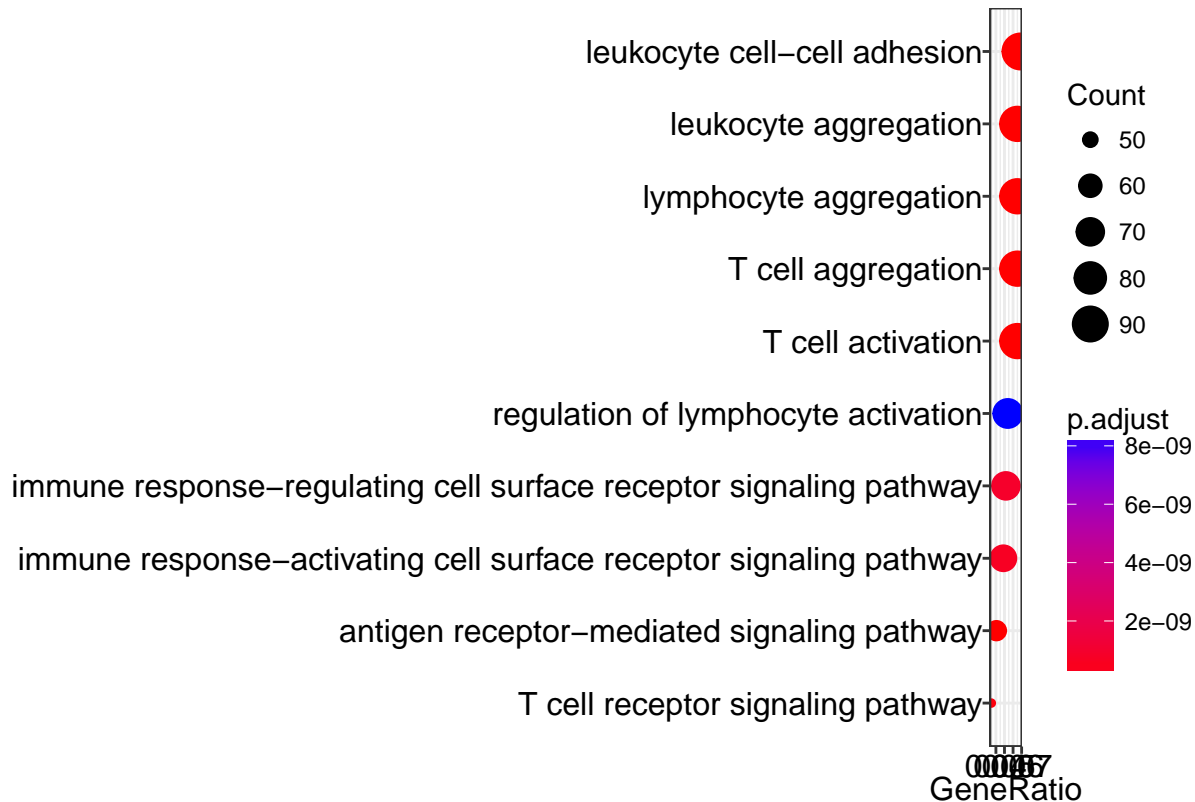 leukocyte cell−cell adhesion
leukocyte aggregation
lymphocyte aggregation
T cell aggregation
T cell activation
regulation of lymphocyte activation
immune response−regulating cell surface receptor signaling pathway
immune response−activating cell surface receptor signaling pathway
antigen receptor−mediated signaling pathway
T cell receptor signaling pathway
GeneRatio
Count
50
60
70
80
90
p.adjust
8e−09
6e−09
4e−09
2e−09